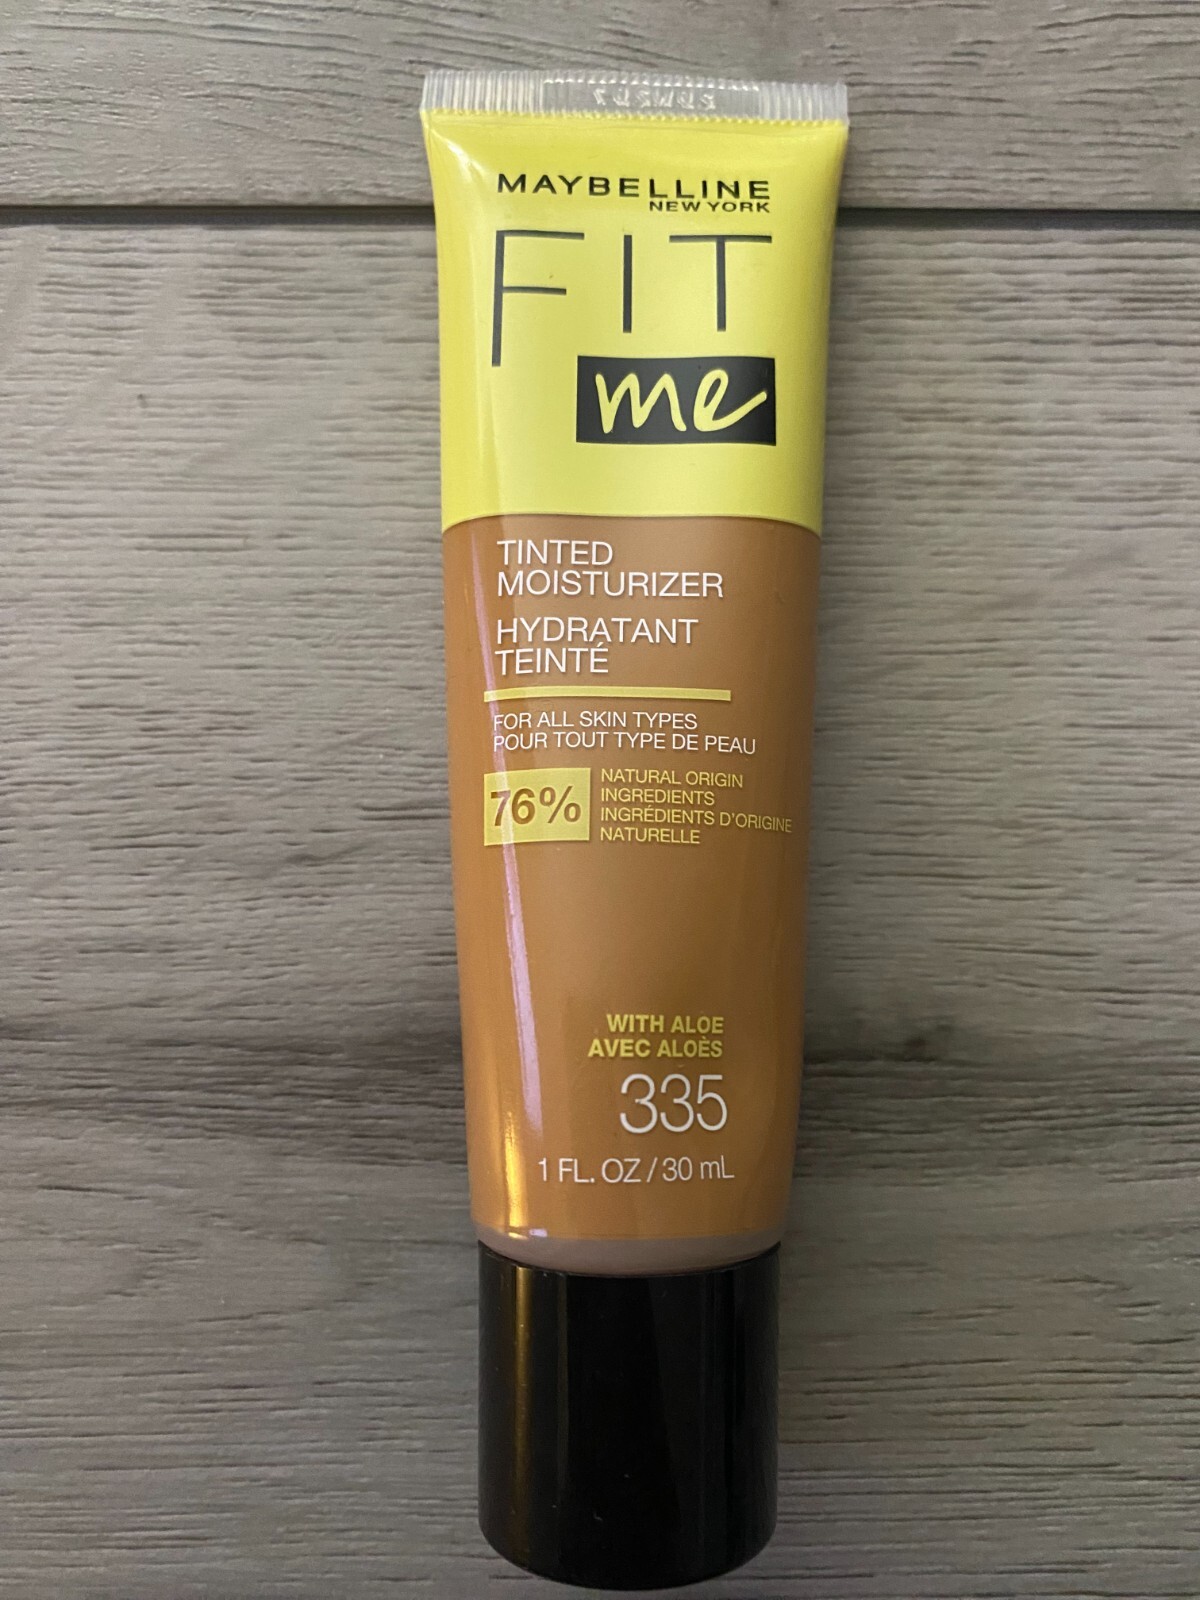 MAYBELLINE
NEW YORK
FIT
me
TINTED
MOISTURIZER
HYDRATANT
TEINTÉ
FOR ALL SKIN TYPES
POUR TOUT TYPE DE PEAU
76%
NATURAL ORIGIN
INGREDIENTS
INGRÉDIENTS D'ORIGINE
NATURELLE
WITH ALOE
AVEC ALOÈS
335
1 FL. OZ / 30 mL